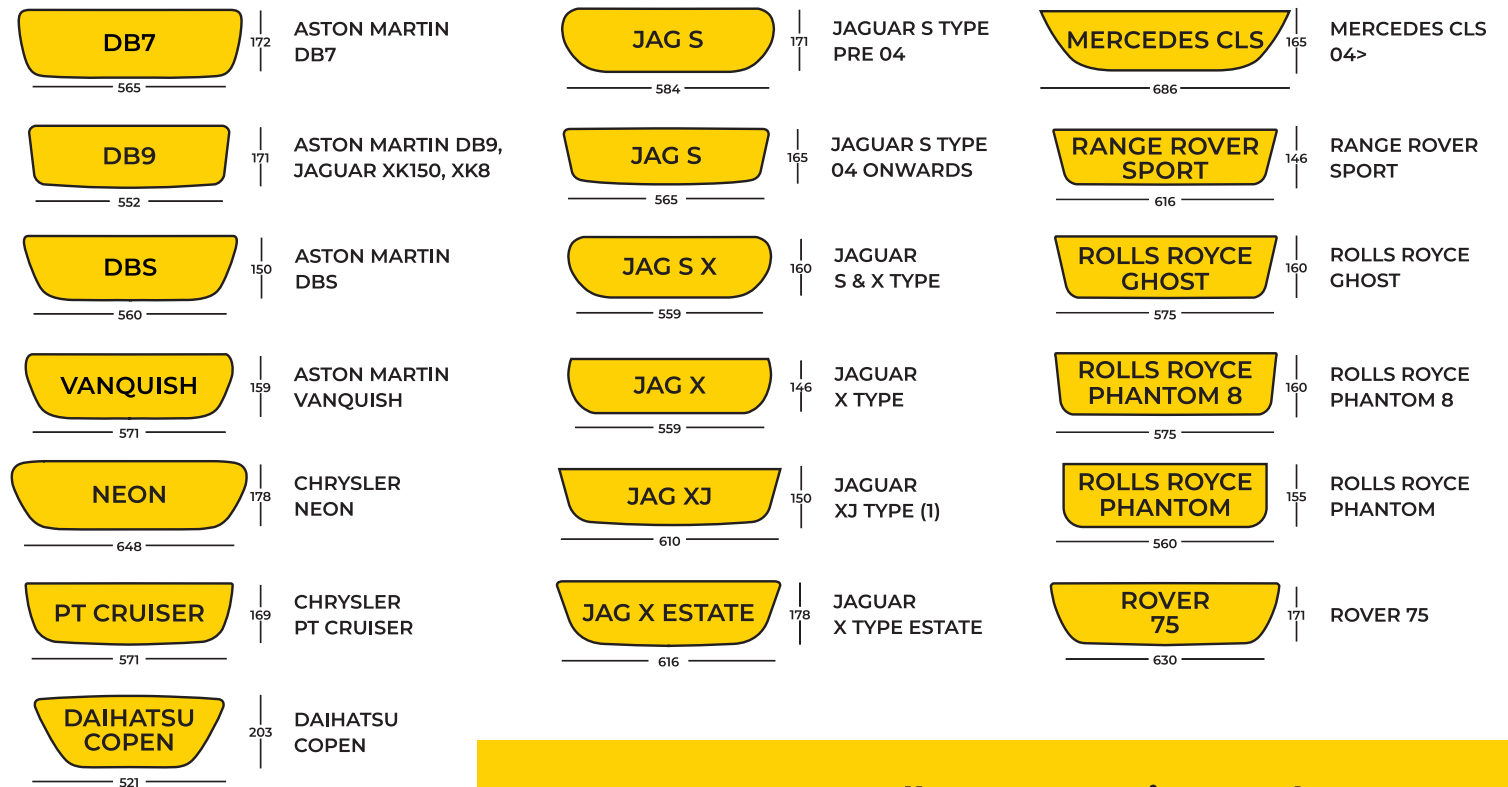 DB7
172
ASTON MARTIN
DB7
565
DB9
171
ASTON MARTIN DB9,
JAGUAR XK150, XK8
552
DBS
150
ASTON MARTIN
DBS
560
VANQUISH
159
ASTON MARTIN
VANQUISH
571
NEON
178
CHRYSLER
NEON
648
PT CRUISER
169
CHRYSLER
PT CRUISER
571
DAIHATSU
COPEN
203
DAIHATSU
COPEN
521
JAG S
171
JAGUAR S TYPE
PRE 04
584
JAG S
165
JAGUAR S TYPE
04 ONWARDS
565
JAG S X
160
JAGUAR
S & X TYPE
559
JAG X
146
JAGUAR
X TYPE
559
JAG XJ
150
JAGUAR
XJ TYPE (1)
610
JAG X ESTATE
178
JAGUAR
X TYPE ESTATE
616
MERCEDES CLS
165
MERCEDES CLS
04>
686
RANGE ROVER
SPORT
146
RANGE ROVER
SPORT
616
ROLLS ROYCE
GHOST
160
ROLLS ROYCE
GHOST
575
ROLLS ROYCE
PHANTOM 8
160
ROLLS ROYCE
PHANTOM 8
575
ROLLS ROYCE
PHANTOM
155
ROLLS ROYCE
PHANTOM
560
ROVER
75
171
ROVER 75
630